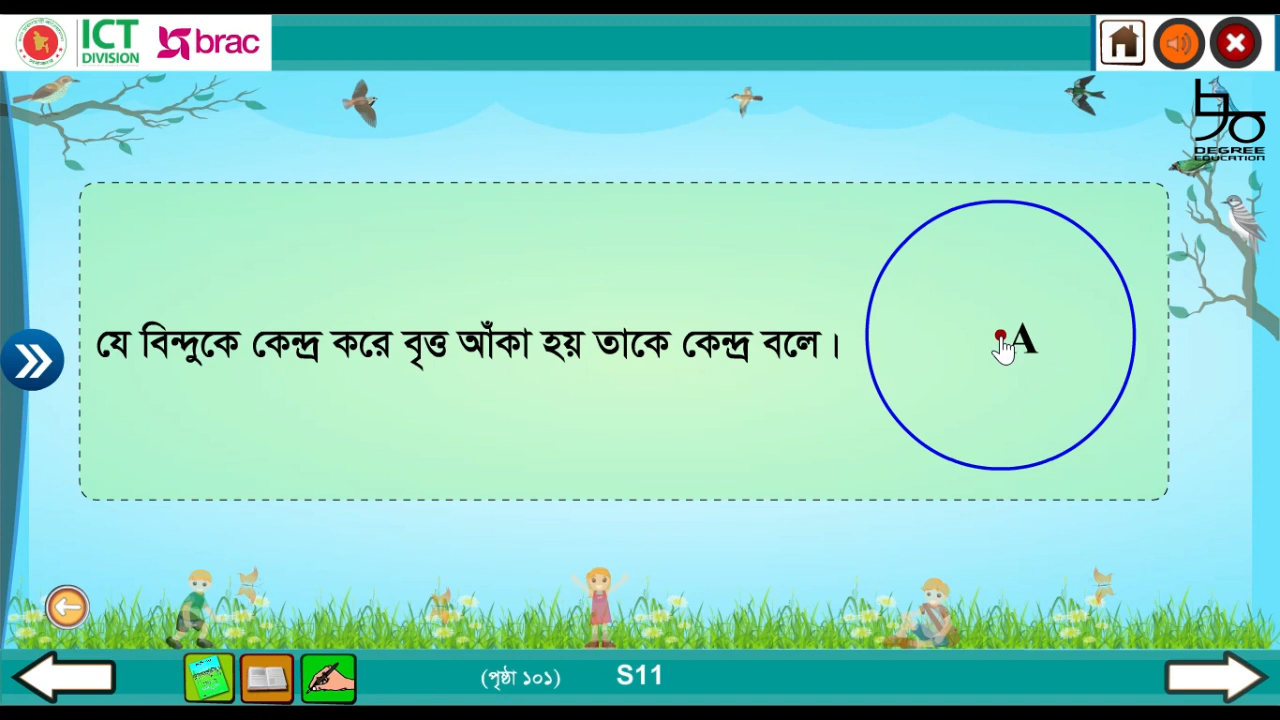 ICT
DIVISION
brac
DEGREE
EDUCATION
যে বিন্দুকে কেন্দ্র করে বৃত্ত আঁকা হয় তাকে কেন্দ্র বলে।
A
(পৃষ্ঠা ১০১)
S11